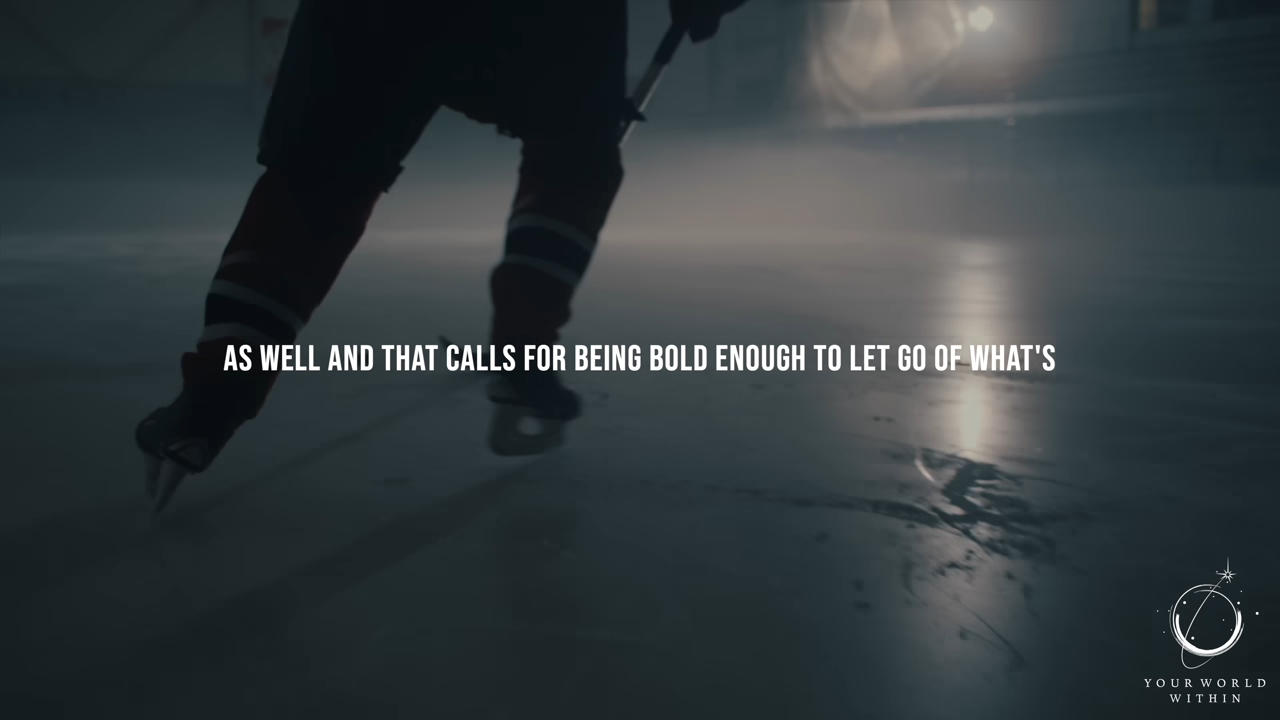 AS WELL AND THAT CALLS FOR BEING BOLD ENOUGH TO LET GO OF WHAT'S
YOUR WORLD
WITHIN